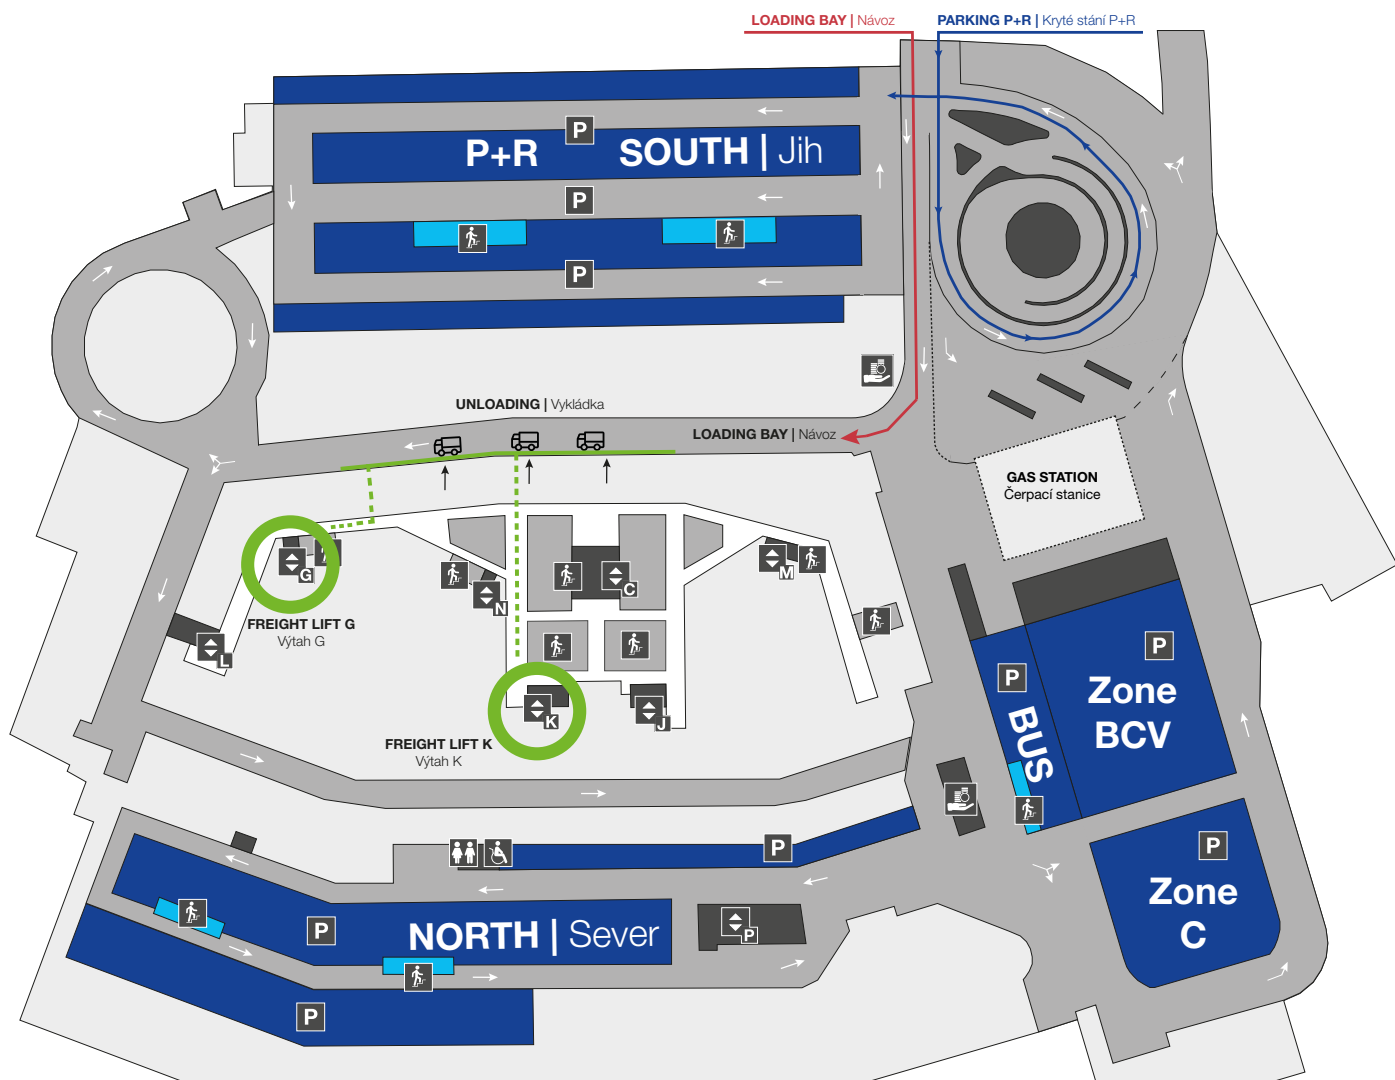 LOADING BAY | Návoz
PARKING P+R | Kryté stání P+R
P
P+R
SOUTH | Jih
P
P
UNLOADING | Vykládka
LOADING BAY | Návoz
GAS STATION
Čerpací stanice
G
N
C
M
FREIGHT LIFT G
Výtah G
L
K
J
FREIGHT LIFT K
Výtah K
P
P
BUS
Zone
BCV
P
P
Zone
C
P
NORTH | Sever
P
P